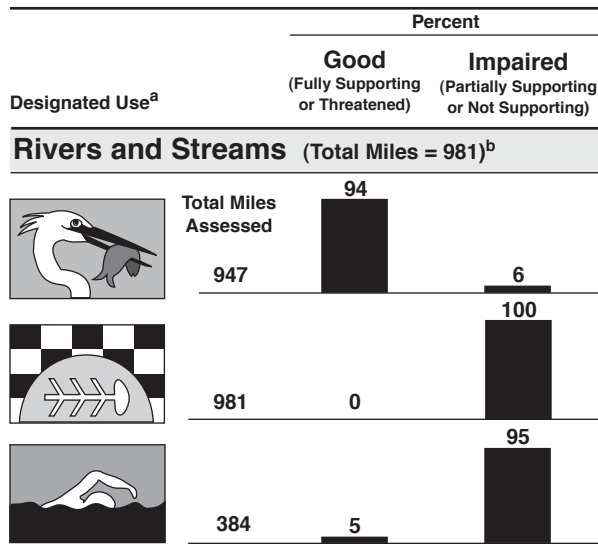 Percent
Good
(Fully Supporting
or Threatened)
Impaired
(Partially Supporting
or Not Supporting)
Designated Useᵃ
Rivers and Streams (Total Miles = 981)ᵇ
Total Miles
Assessed
94
947
6
100
981
0
95
384
5